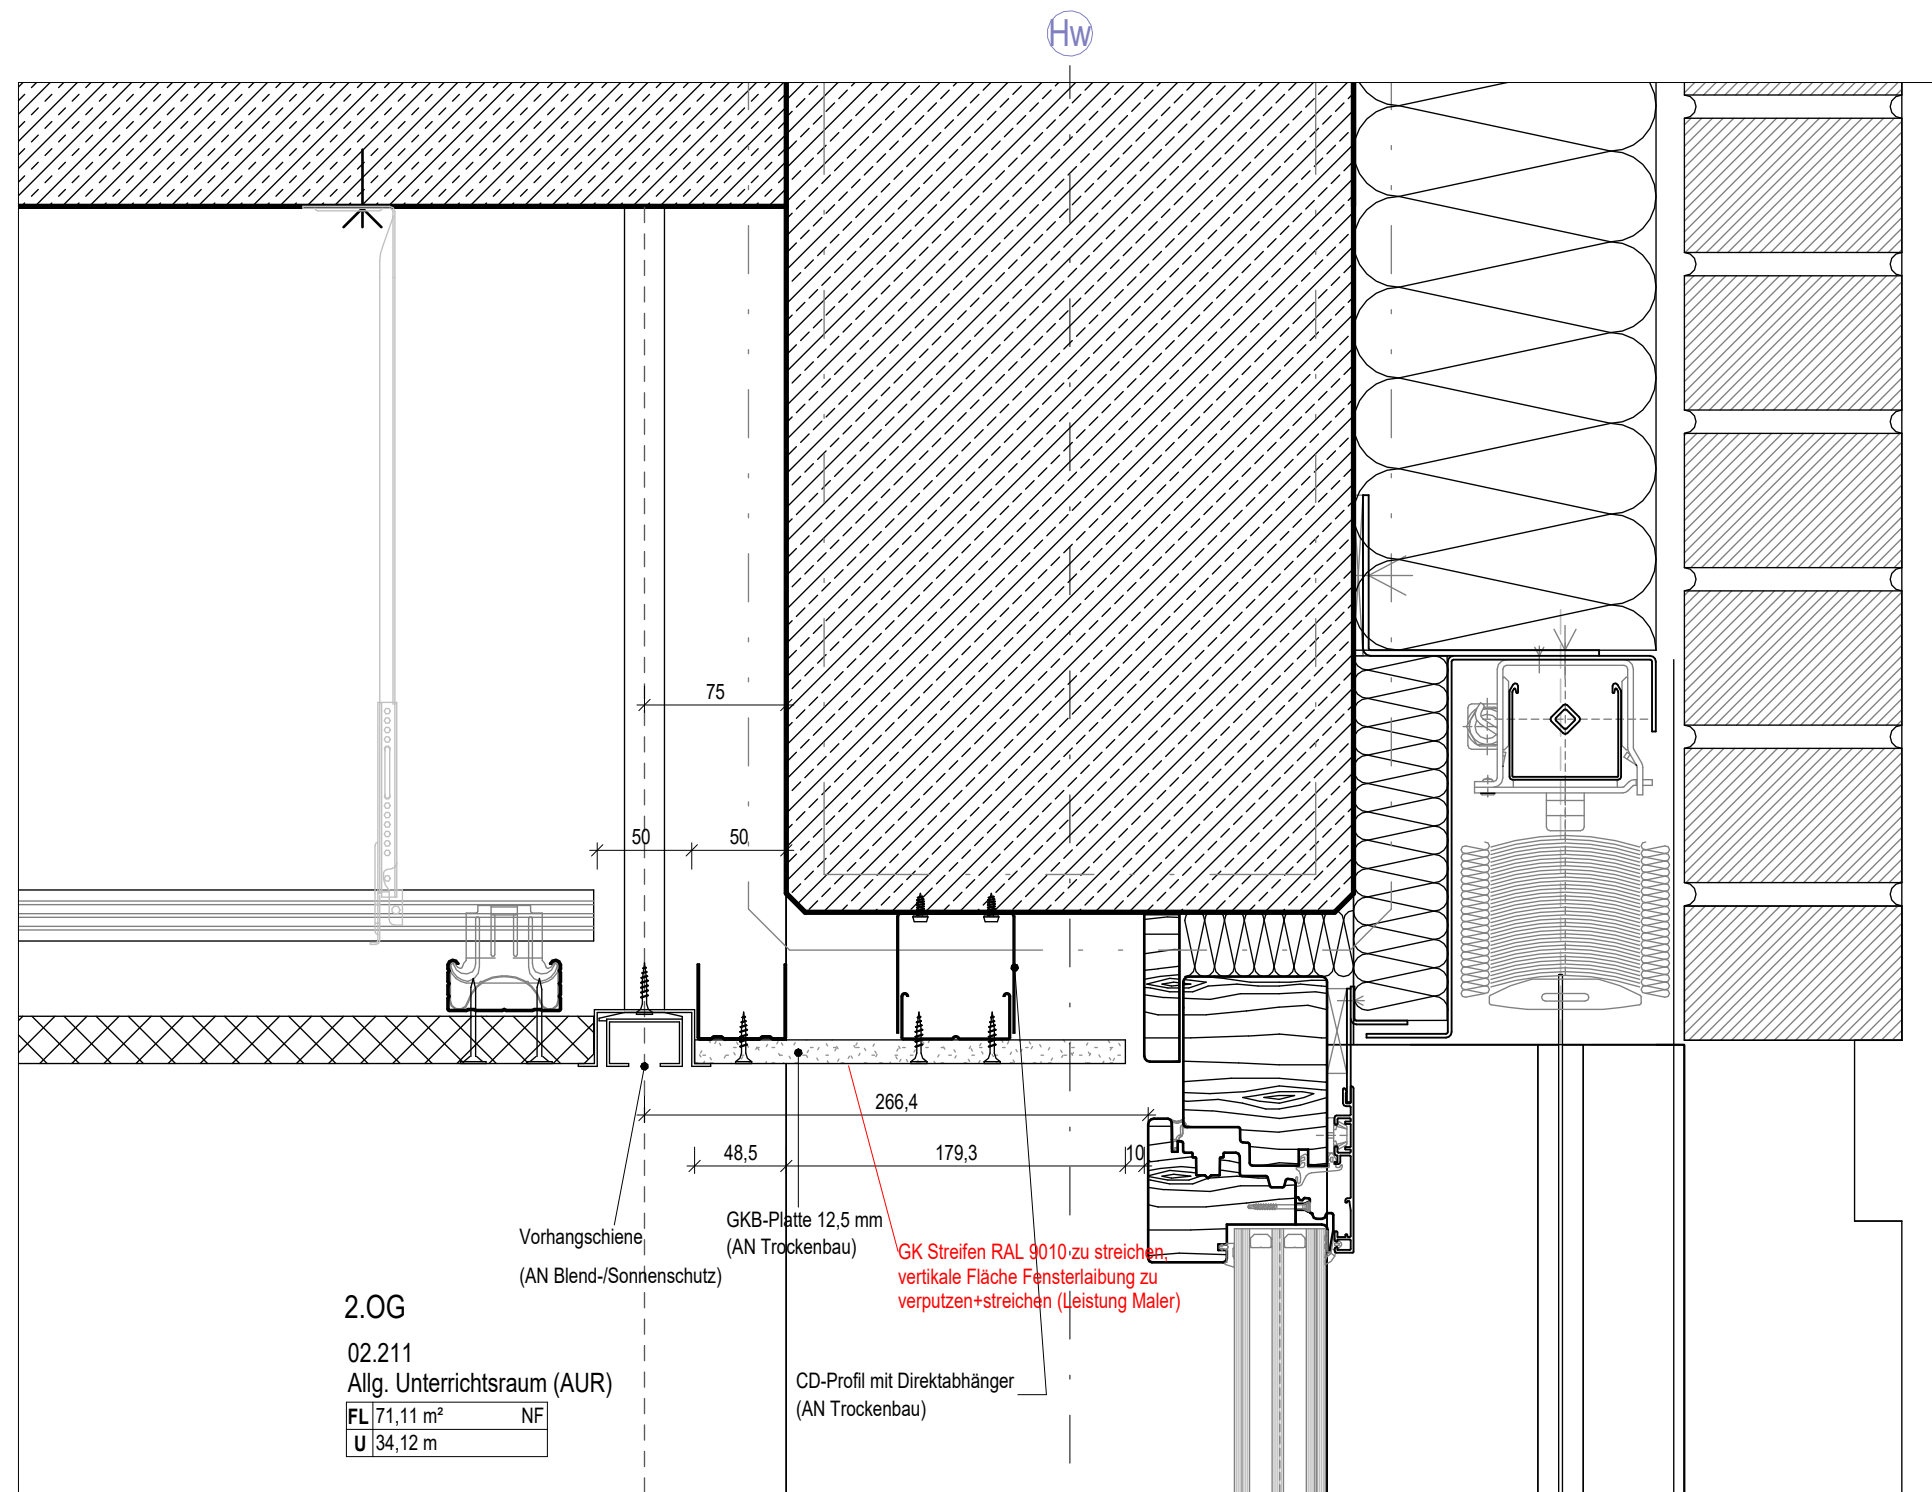 Hw
75
50
50
266,4
48,5
179,3
10
Vorhangschiene
(AN Blend-/Sonnenschutz)
GKB-Platte 12,5 mm
(AN Trockenbau)
GK Streifen RAL 9010 zu streichen,
vertikale Fläche Fensterlaibung zu
verputzen+streichen (Leistung Maler)
2.OG
02.211
Allg. Unterrichtsraum (AUR)
FL 71,11 m² NF
U 34,12 m
CD-Profil mit Direktabhänger
(AN Trockenbau)